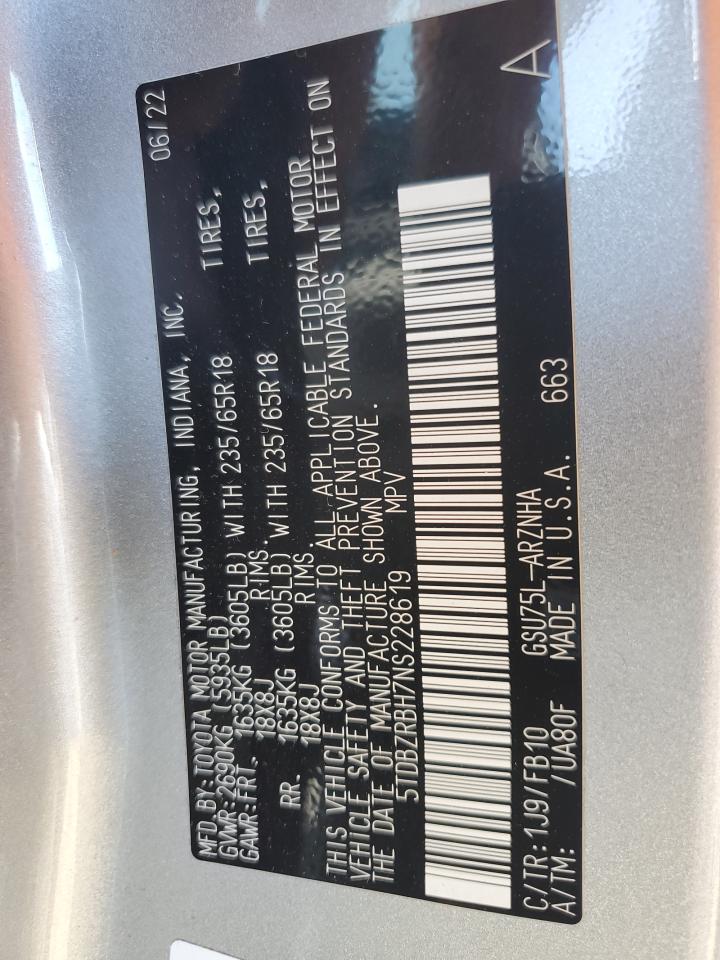 MFD.BY:TOYOTA MOTOR MANUFACTURING, INDIANA, INC. 06/22
GVWR:2690KG (5935LB)
GAWR:FRT. 1635KG (3605LB) WITH 235/65R18 TIRES,
18X8J RIMS.
RR. 1635KG (3605LB) WITH 235/65R18 TIRES,
18X8J RIMS.
THIS VEHICLE CONFORMS TO ALL APPLICABLE FEDERAL MOTOR
VEHICLE SAFETY AND THEFT PREVENTION STANDARDS IN EFFECT ON
THE DATE OF MANUFACTURE SHOWN ABOVE.
5TDBZRBH7NS228619 MPV
C/TR:1J9/FB10 GSU75L-ARZNHA A
A/TM: /UA80F MADE IN U.S.A. 663